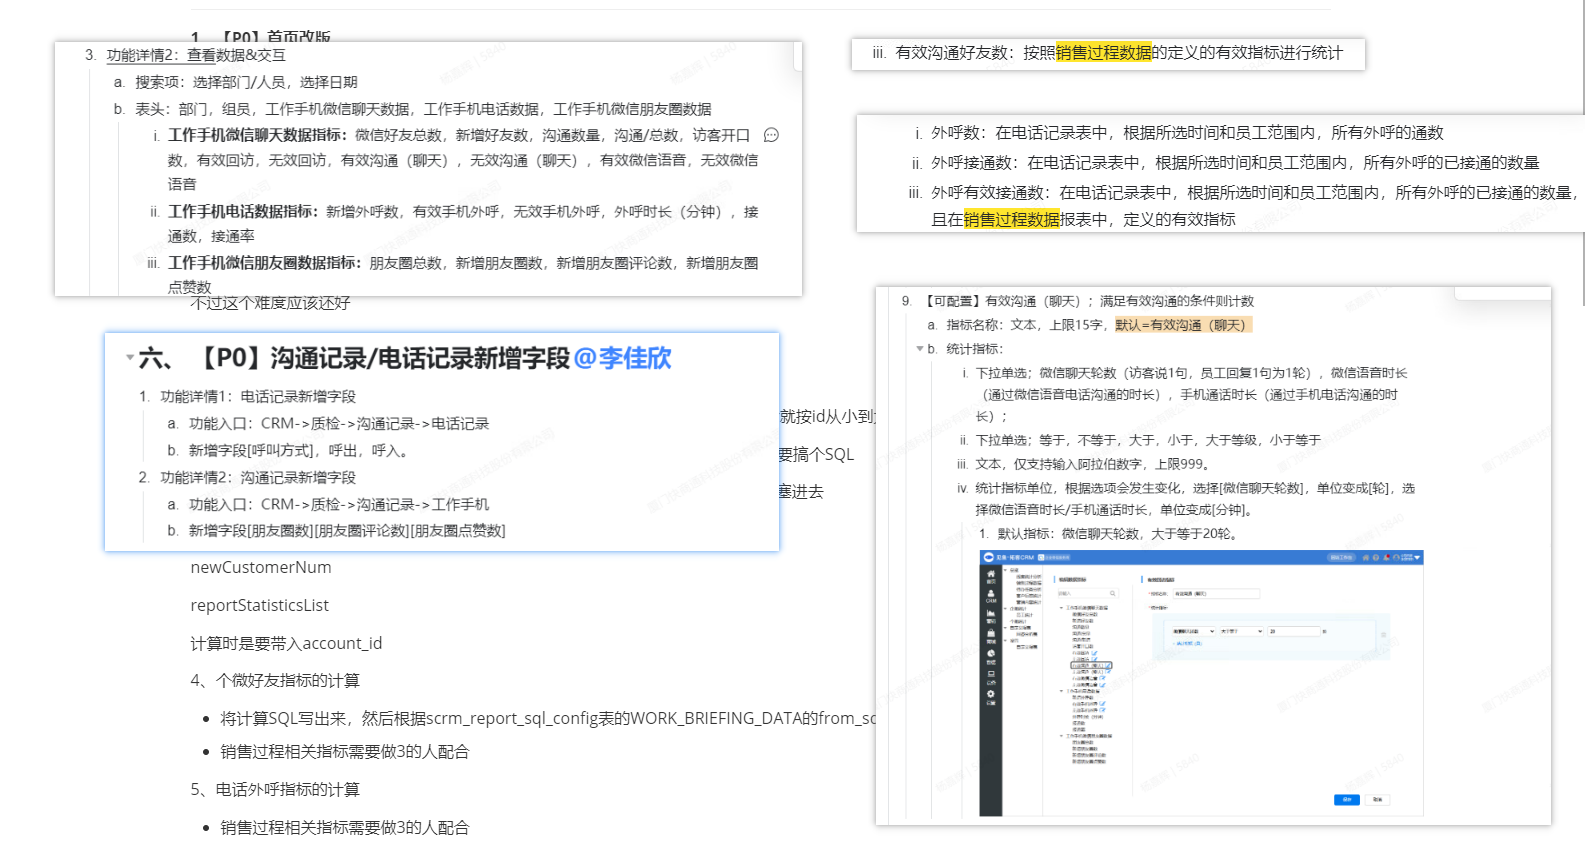 1、【P0】首页改版
3. 功能详情2：查看数据&交互
a. 搜索项：选择部门/人员，选择日期
b. 表头：部门，组员，工作手机微信聊天数据，工作手机电话数据，工作手机微信朋友圈数据
i. 工作手机微信聊天数据指标：微信好友总数，新增好友数，沟通数量，沟通/总数，访客开口
数，有效回访，无效回访，有效沟通（聊天），无效沟通（聊天），有效微信语音，无效微信
语音
ii. 工作手机电话数据指标：新增外呼数，有效手机外呼，无效手机外呼，外呼时长（分钟），接
通数，接通率
iii. 工作手机微信朋友圈数据指标：朋友圈总数，新增朋友圈数，新增朋友圈评论数，新增朋友圈
点赞数
不过这个难度应该还好
六、【P0】沟通记录/电话记录新增字段@李佳欣
1. 功能详情1：电话记录新增字段
a. 功能入口：CRM->质检->沟通记录->电话记录
b. 新增字段[呼叫方式]，呼出，呼入。
2. 功能详情2：沟通记录新增字段
a. 功能入口：CRM->质检->沟通记录->工作手机
b. 新增字段[朋友圈数][朋友圈评论数][朋友圈点赞数]
就按id从小到
要搞个SQL
塞进去
newCustomerNum
reportStatisticsList
计算时是要带入account_id
4、个微好友指标的计算
• 将计算SQL写出来，然后根据scrm_report_sql_config表的WORK_BRIEFING_DATA的from_sc
• 销售过程相关指标需要做3的人配合
5、电话外呼指标的计算
• 销售过程相关指标需要做3的人配合
iii. 有效沟通好友数：按照销售过程数据的定义的有效指标进行统计
i. 外呼数：在电话记录表中，根据所选时间和员工范围内，所有外呼的通数
ii. 外呼接通数：在电话记录表中，根据所选时间和员工范围内，所有外呼的已接通的数量
iii. 外呼有效接通数：在电话记录表中，根据所选时间和员工范围内，所有外呼的已接通的数量，
且在销售过程数据报表中，定义的有效指标
9. 【可配置】有效沟通（聊天）；满足有效沟通的条件则计数
a. 指标名称：文本，上限15字，默认=有效沟通（聊天）
b. 统计指标：
i. 下拉单选；微信聊天轮数（访客说1句，员工回复1句为1轮），微信语音时长
（通过微信语音电话沟通的时长），手机通话时长（通过手机电话沟通的时
长）；
ii. 下拉单选；等于，不等于，大于，小于，大于等级，小于等于
iii. 文本，仅支持输入阿拉伯数字，上限999。
iv. 统计指标单位，根据选项会发生变化，选择[微信聊天轮数]，单位变成[轮]，选
择微信语音时长/手机通话时长，单位变成[分钟]。
1. 默认指标：微信聊天轮数，大于等于20轮。